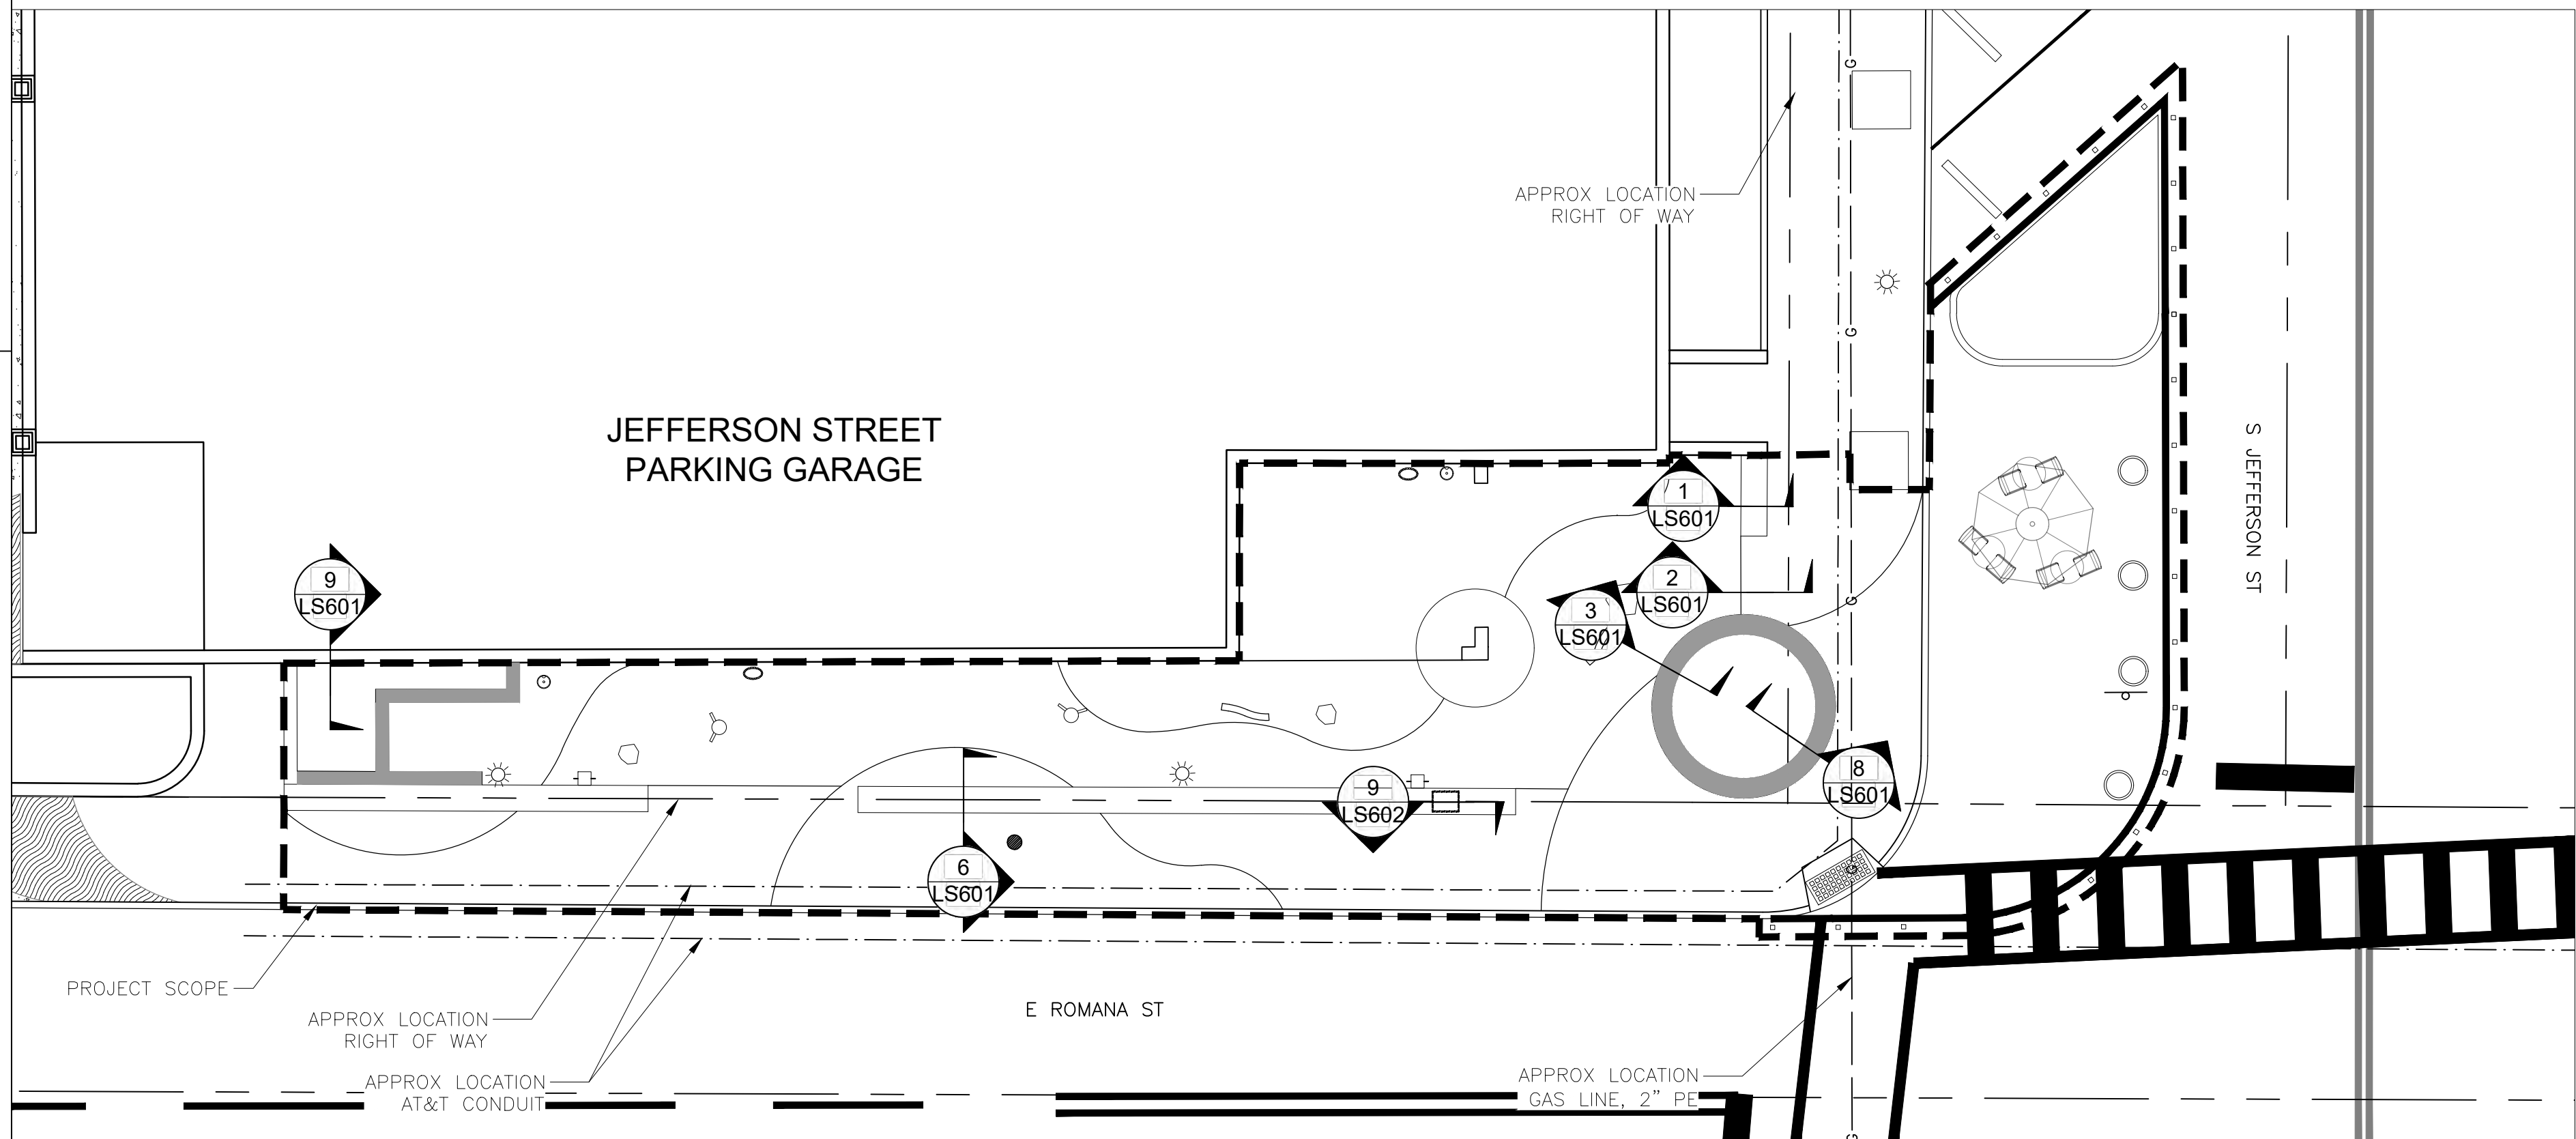 G
APPROX LOCATION
RIGHT OF WAY
G
JEFFERSON STREET
PARKING GARAGE
S JEFFERSON ST
1
LS601
9
LS601
2
LS601
3
LS601
G
8
LS601
9
LS602
6
LS601
G
PROJECT SCOPE
APPROX LOCATION
RIGHT OF WAY
E ROMANA ST
APPROX LOCATION
AT&T CONDUIT
APPROX LOCATION
GAS LINE, 2" PE
G